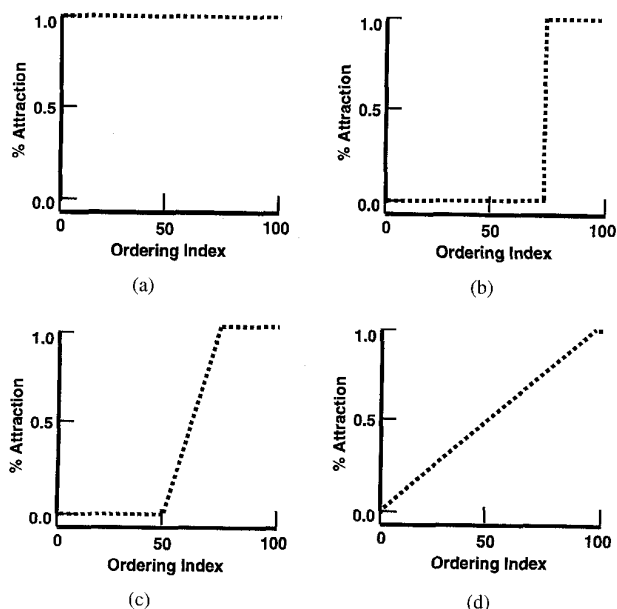 1.0
0.5
0.0
% Attraction
0
50
100
Ordering Index
(a)
1.0
0.5
0.0
% Attraction
0
50
100
Ordering Index
(b)
1.0
0.5
0.0
% Attraction
0
50
100
Ordering Index
(c)
1.0
0.5
0.0
% Attraction
0
50
100
Ordering Index
(d)